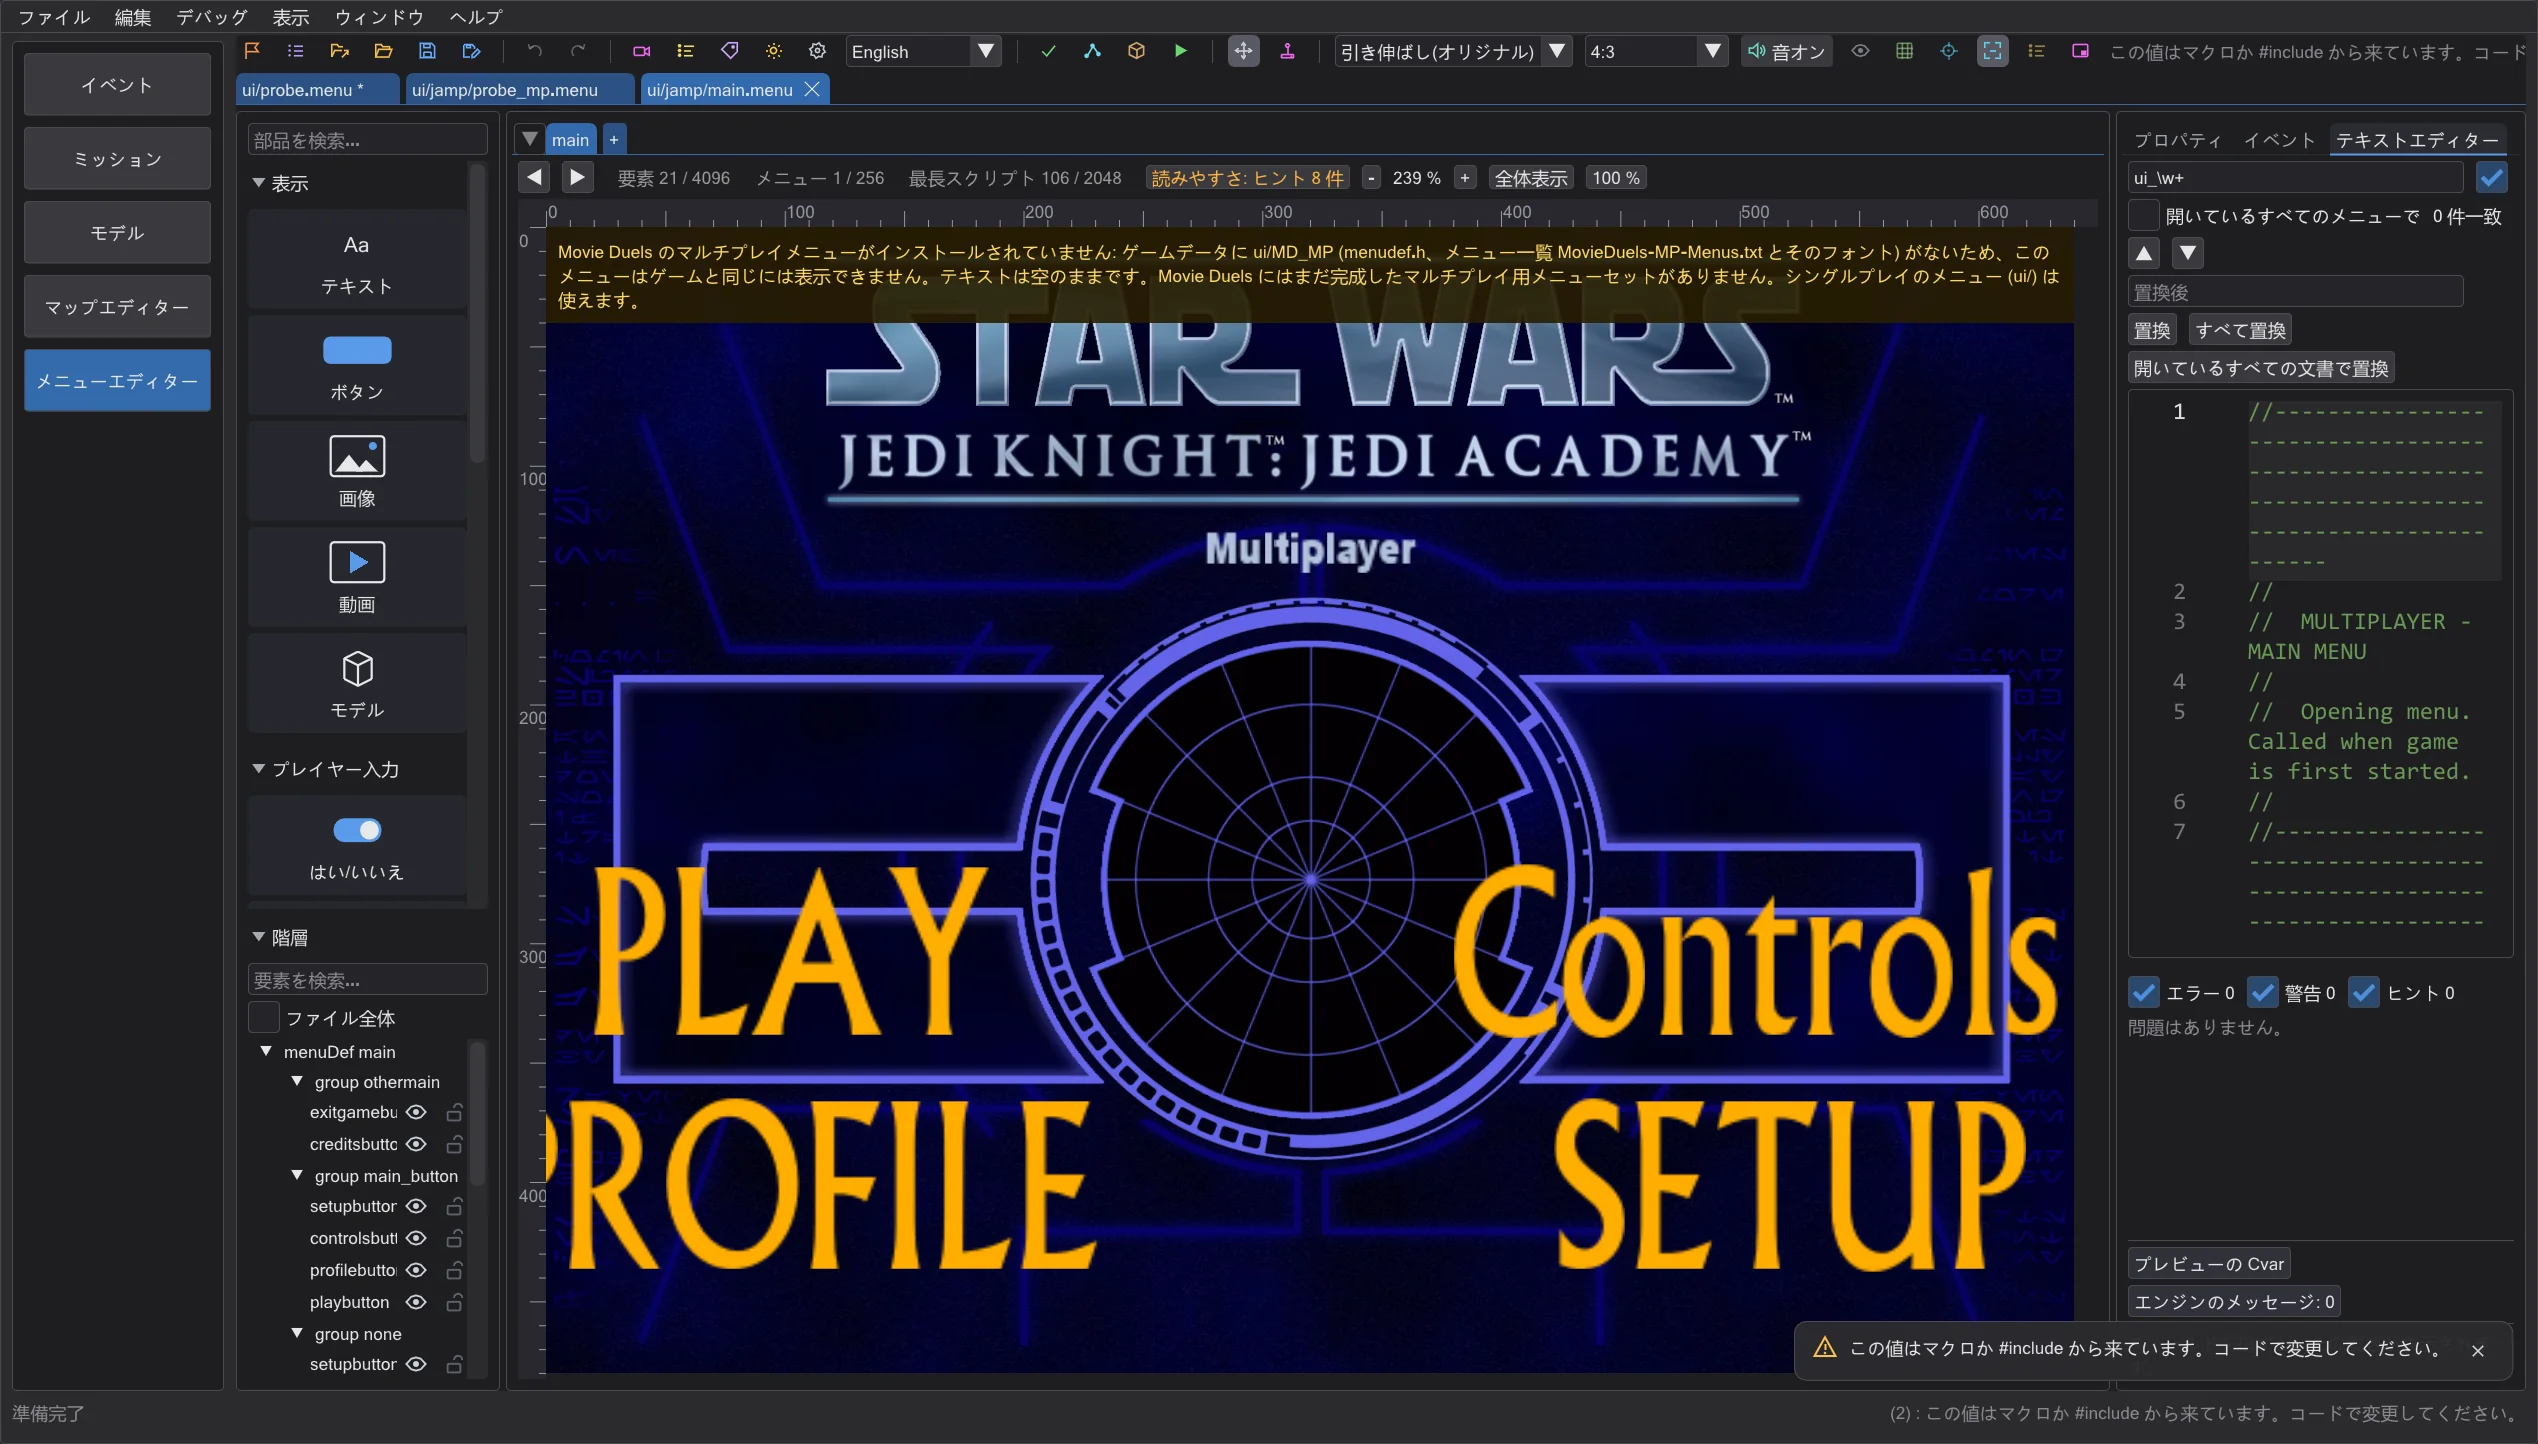 ファイル 編集 デバッグ 表示 ウィンドウ ヘルプ
English
引き伸ばし(オリジナル)
4:3
音オン
この値はマクロか #include から来ています。コード
イベント
ミッション
モデル
マップエディター
メニューエディター
ui/probe.menu *
ui/jamp/probe_mp.menu
ui/jamp/main.menu
部品を検索...
表示
Aa
テキスト
ボタン
画像
動画
モデル
プレイヤー入力
はい/いいえ
階層
要素を検索...
ファイル全体
menuDef main
group othermain
exitgamebu
creditsbutto
group main_button
setupbuttor
controlsbutt
profilebutto
playbutton
group none
setupbuttor
main
+
要素 21 / 4096 メニュー 1 / 256 最長スクリプト 106 / 2048
読みやすさ: ヒント 8 件
- 239 % +
全体表示
100 %
0 100 200 300 400 500 600
0
100
200
300
400
Movie Duels のマルチプレイメニューがインストールされていません: ゲームデータに ui/MD_MP (menudef.h、メニュー一覧 MovieDuels-MP-Menus.txt とそのフォント) がないため、この
メニューはゲームと同じには表示できません。テキストは空のままです。Movie Duels にはまだ完成したマルチプレイ用メニューセットがありません。シングルプレイのメニュー (ui/) は
使えます。
STAR WARS™
JEDI KNIGHT™: JEDI ACADEMY™
Multiplayer
PLAY
Controls
PROFILE
SETUP
プロパティ イベント テキストエディター
ui_\w+
開いているすべてのメニューで 0 件一致
置換後
置換
すべて置換
開いているすべての文書で置換
1 //----------------
------------------
------------------
------------------
------------------
------
2 //
3 //  MULTIPLAYER -
MAIN MENU
4 //
5 //  Opening menu.
Called when game
is first started.
6 //
7 //----------------
------------------
------------------
------------------
エラー 0 警告 0 ヒント 0
問題はありません。
プレビューの Cvar
エンジンのメッセージ: 0
この値はマクロか #include から来ています。コードで変更してください。
準備完了
(2) : この値はマクロか #include から来ています。コードで変更してください。